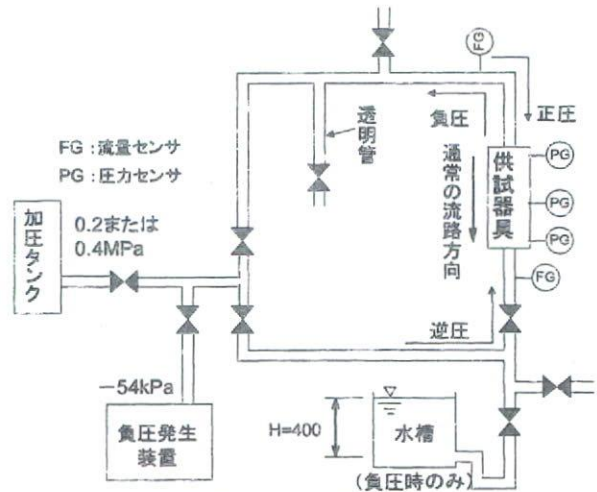 FG
正圧
負圧
透明管
通常の流路方向
供試器具
PG
PG
PG
FG
FG：流量センサ
PG：圧力センサ
加圧タンク
0.2または
0.4MPa
逆圧
−54kPa
負圧発生
装置
H=400
水槽
(負圧時のみ)